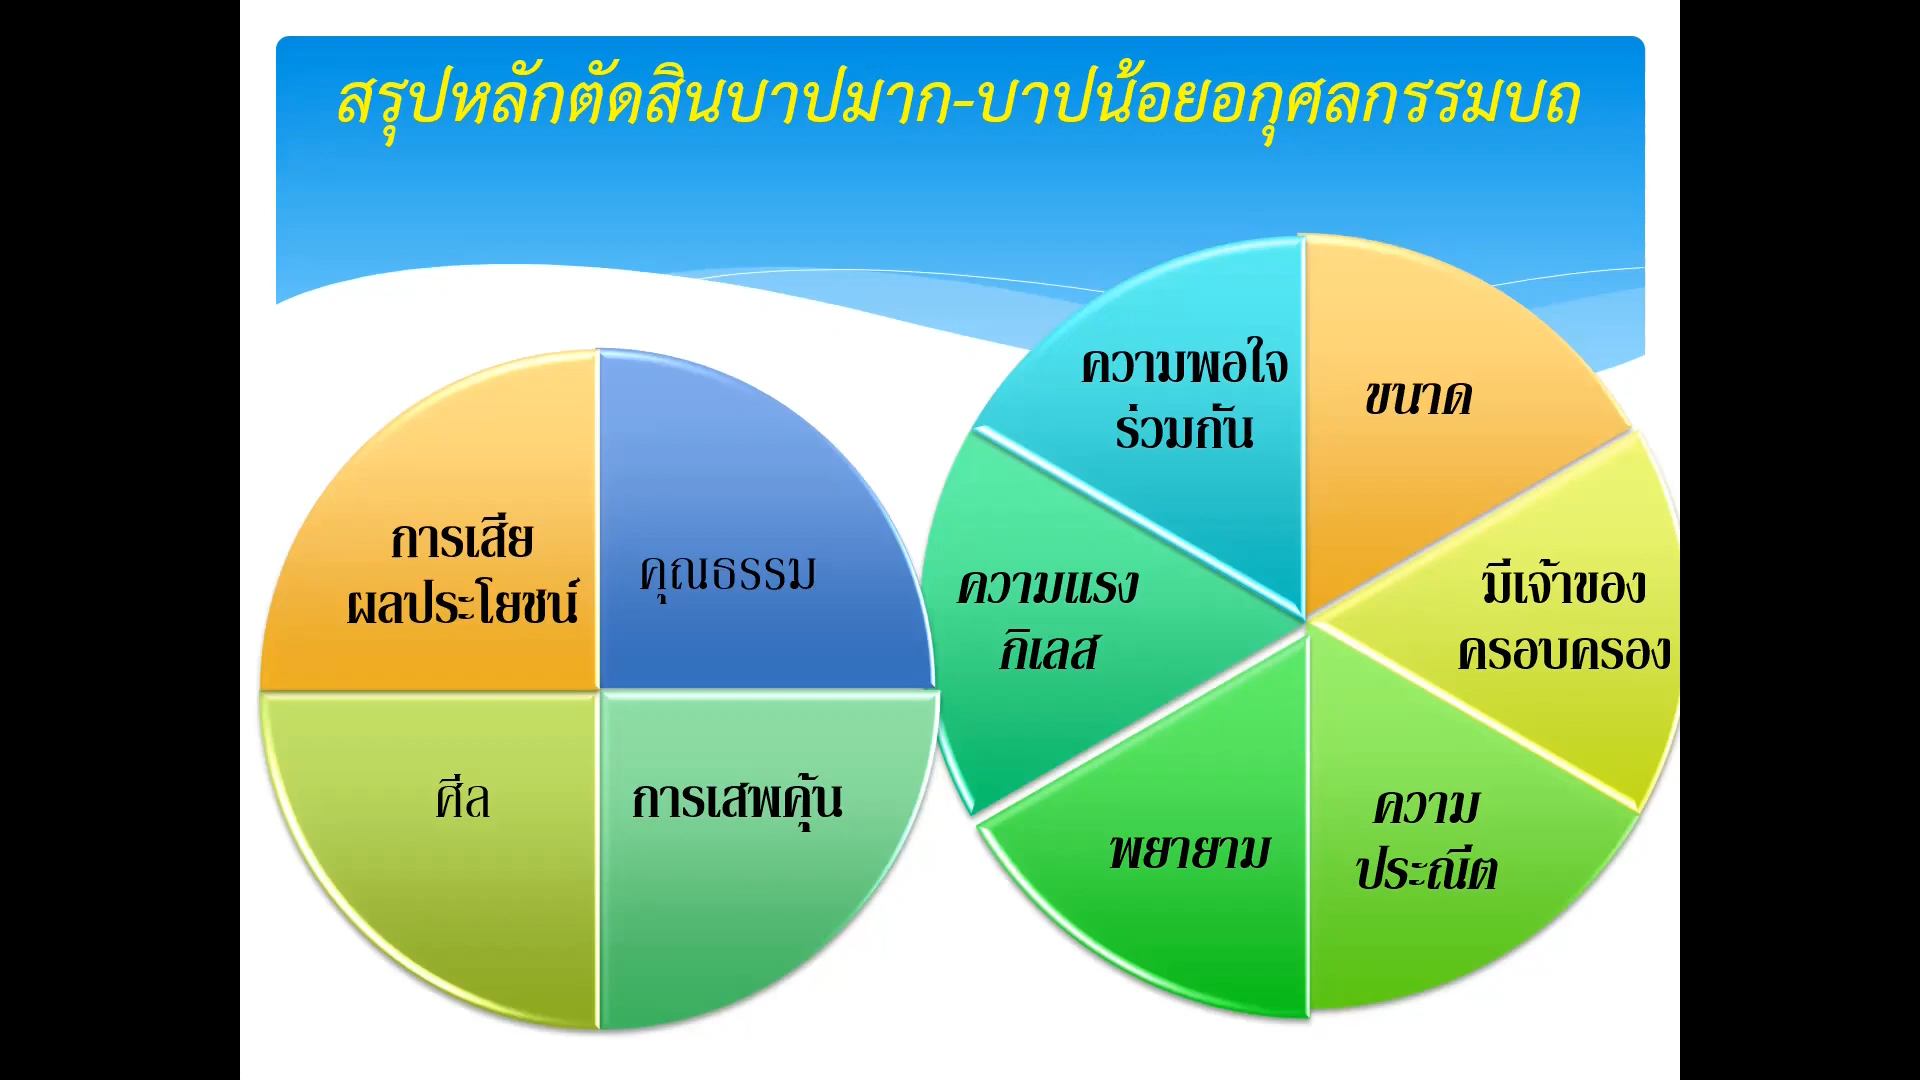 สรุปหลักตัดสินบาปมาก-บาปน้อยอกุศลกรรมบถ
การเสีย
ผลประโยชน์
คุณธรรม
ศีล
การเสพคุ้น
ความพอใจ
ร่วมกัน
ขนาด
ความแรง
กิเลส
มีเจ้าของ
ครอบครอง
พยายาม
ความ
ประณีต